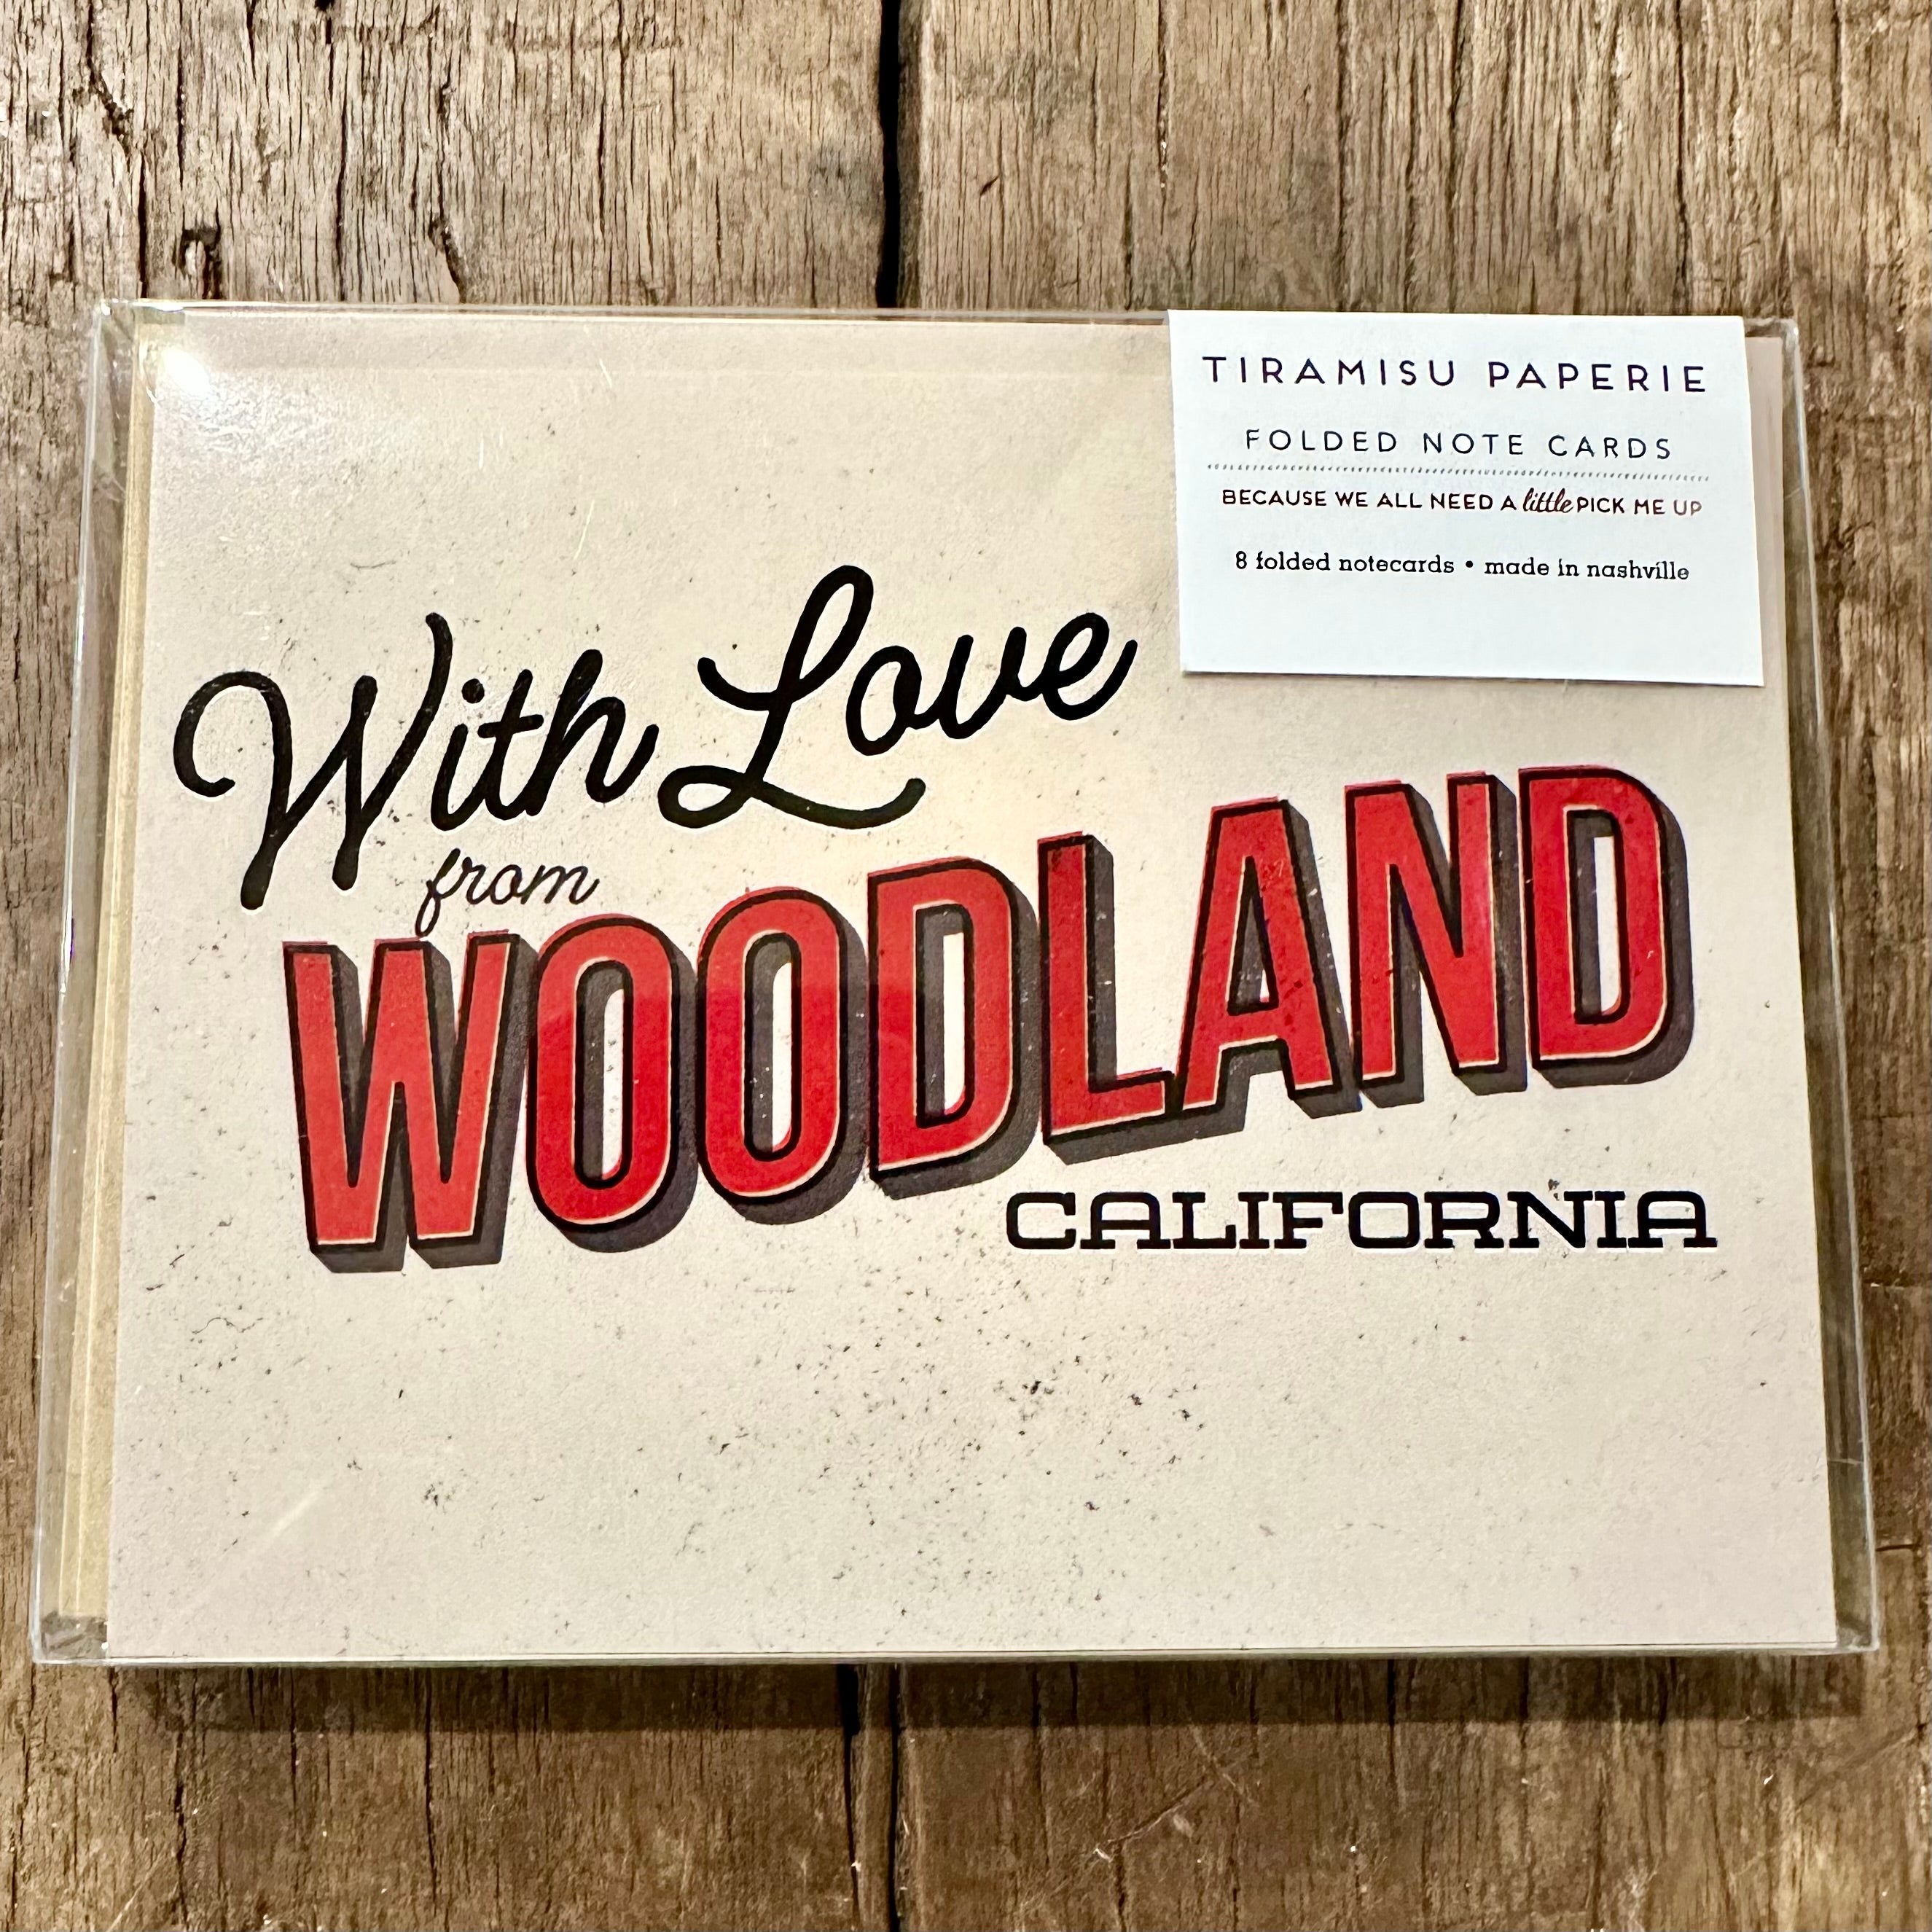 TIRAMISU PAPERIE
FOLDED NOTE CARDS
BECAUSE WE ALL NEED A little PICK ME UP
8 folded notecards • made in nashville
With Love
from
WOODLAND
CALIFORNIA